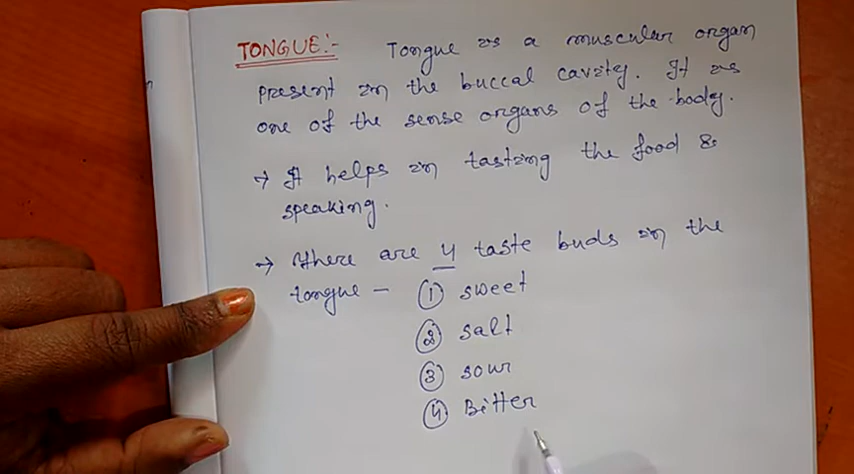 TONGUE:- Tongue is a muscular organ
present in the buccal cavity. It is
one of the sense organs of the body.
→ It helps in tasting the food &
speaking.
→ There are 4 taste buds in the
tongue - ① sweet
② salt
③ sour
④ Bitter